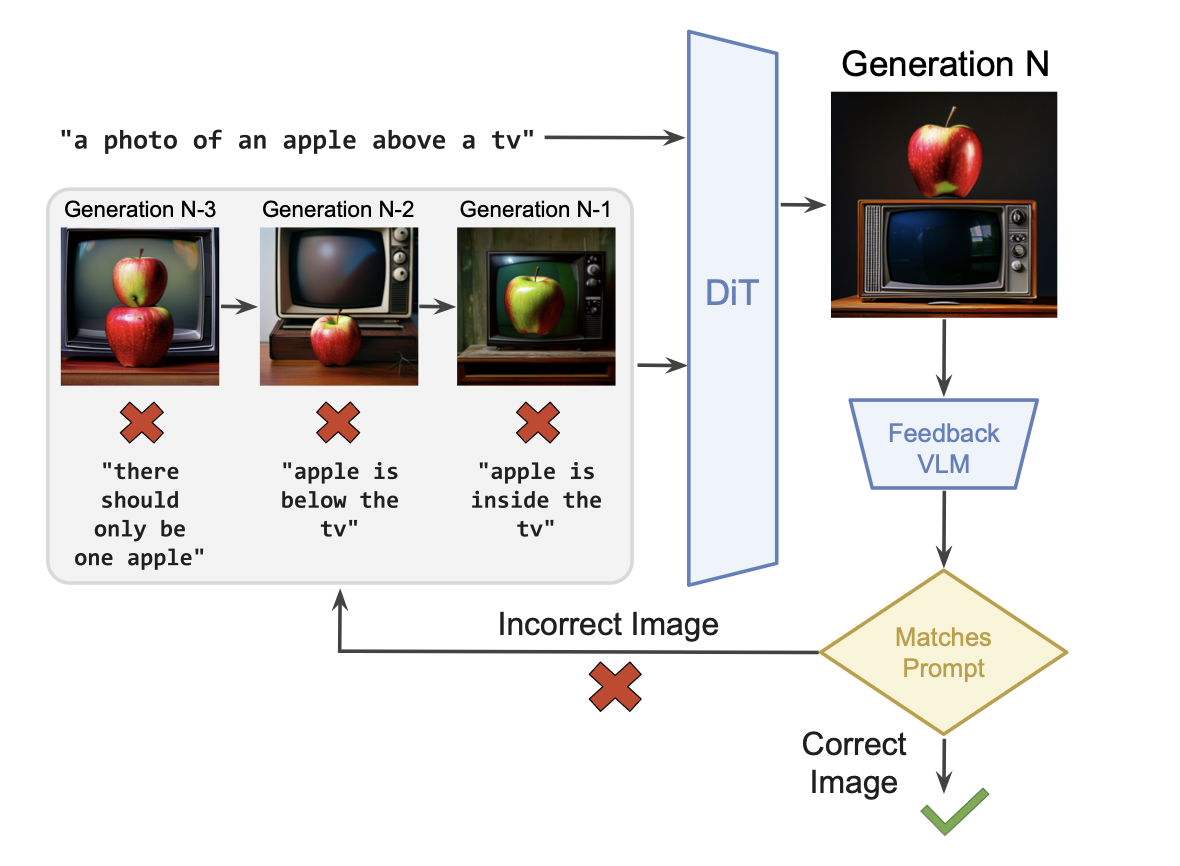 Generation N
"a photo of an apple above a tv"
Generation N-3
Generation N-2
Generation N-1
DiT
"there
should
only be
one apple"
"apple is
below the
tv"
"apple is
inside the
tv"
Feedback
VLM
Matches
Prompt
Incorrect Image
Correct
Image